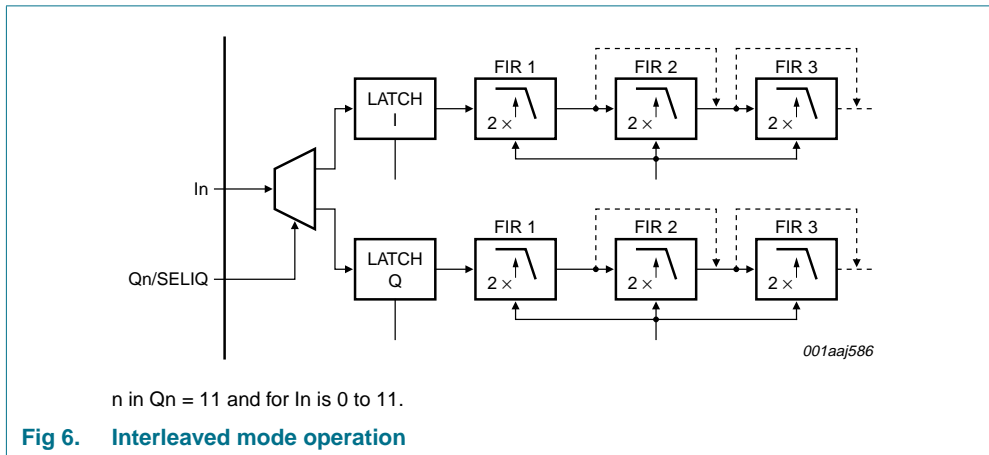 FIR 1
FIR 2
FIR 3
LATCH
I
2 ×
2 ×
2 ×
In
FIR 1
FIR 2
FIR 3
LATCH
Q
2 ×
2 ×
2 ×
Qn/SELIQ
001aaj586
n in Qn = 11 and for In is 0 to 11.
Fig 6. Interleaved mode operation